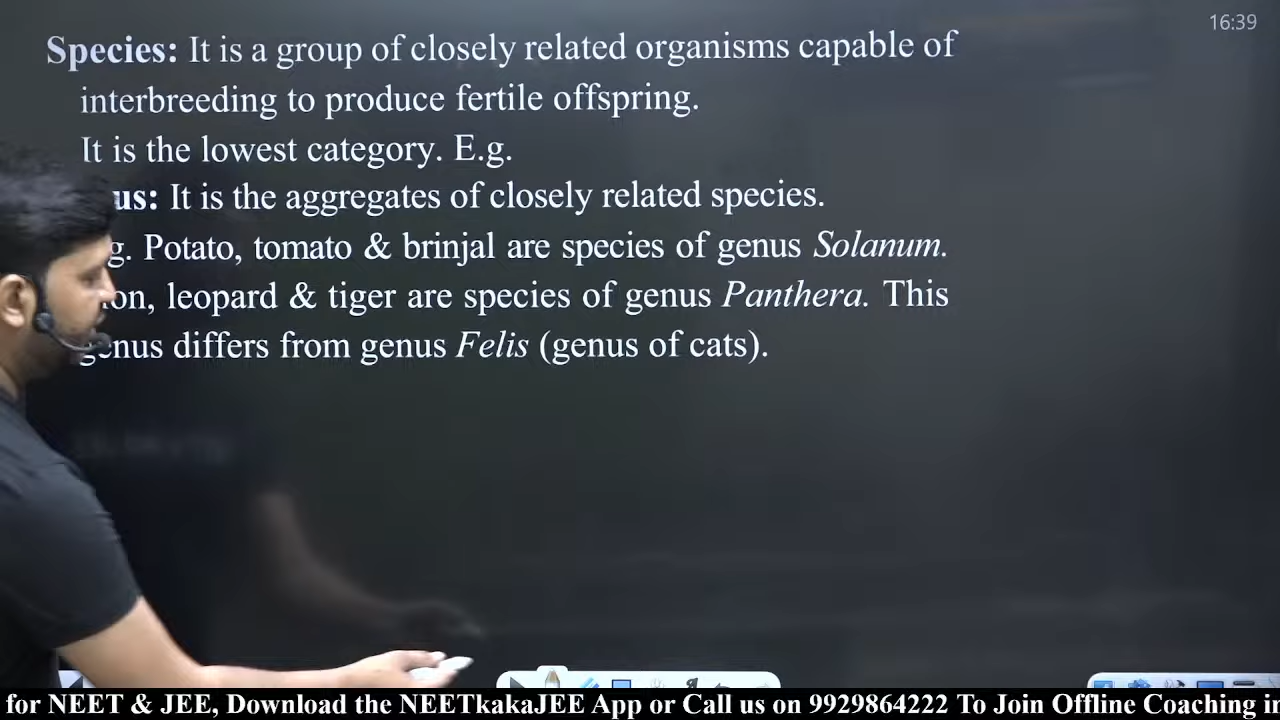 16:39
Species: It is a group of closely related organisms capable of
interbreeding to produce fertile offspring.
It is the lowest category. E.g.
us: It is the aggregates of closely related species.
g. Potato, tomato & brinjal are species of genus Solanum.
on, leopard & tiger are species of genus Panthera. This
genus differs from genus Felis (genus of cats).
for NEET & JEE, Download the NEETkakaJEE App or Call us on 9929864222 To Join Offline Coaching in